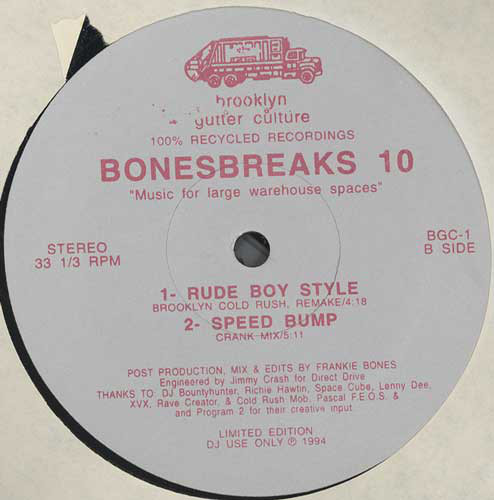 brooklyn
gutter culture
100% RECYCLED RECORDINGS
BONESBREAKS 10
"Music for large warehouse spaces"
STEREO
33 1/3 RPM
BGC-1
B SIDE
1- RUDE BOY STYLE
BROOKLYN COLD RUSH, REMAKE/4:18
2- SPEED BUMP
CRANK MIX/5:11
POST PRODUCTION, MIX & EDITS BY FRANKIE BONES
Engineered by Jimmy Crash for Direct Drive
THANKS TO: DJ Bountyhunter, Richie Hawtin, Space Cube, Lenny Dee,
XVX, Rave Creator, & Cold Rush Mob, Pascal F.E.O.S. &
and Program 2 for their creative input
LIMITED EDITION
DJ USE ONLY ℗ 1994